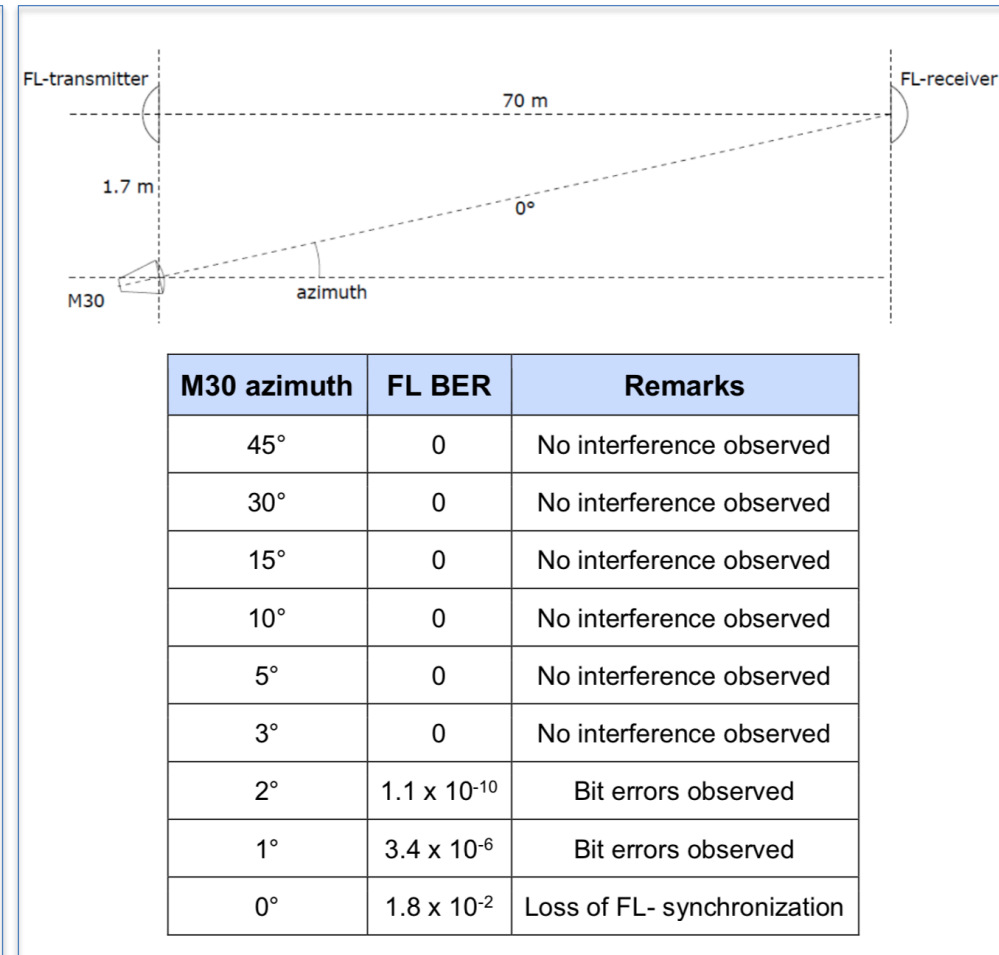 FL-transmitter
FL-receiver
70 m
1.7 m
0°
M30
azimuth
M30 azimuth FL BER Remarks
45° 0 No interference observed
30° 0 No interference observed
15° 0 No interference observed
10° 0 No interference observed
5° 0 No interference observed
3° 0 No interference observed
2° 1.1 x 10⁻¹⁰ Bit errors observed
1° 3.4 x 10⁻⁶ Bit errors observed
0° 1.8 x 10⁻² Loss of FL- synchronization